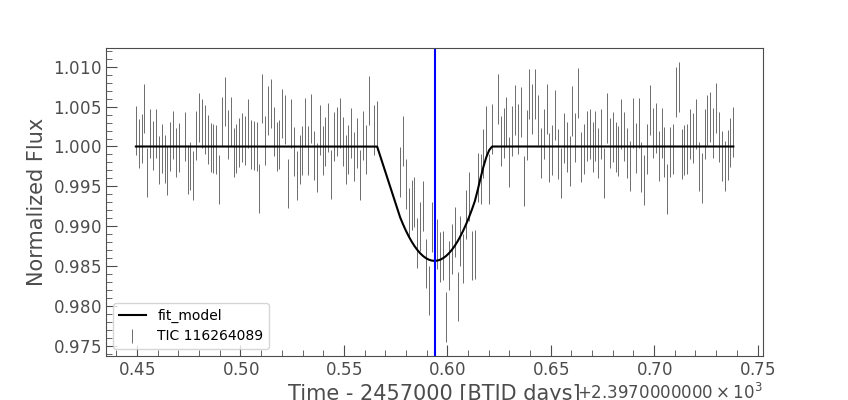 1.010
1.005
1.000
0.995
0.990
0.985
0.980
0.975
Normalized Flux
fit_model
TIC 116264089
0.45 0.50 0.55 0.60 0.65 0.70 0.75
Time - 2457000 [BTJD days] +2.3970000000 × 10³